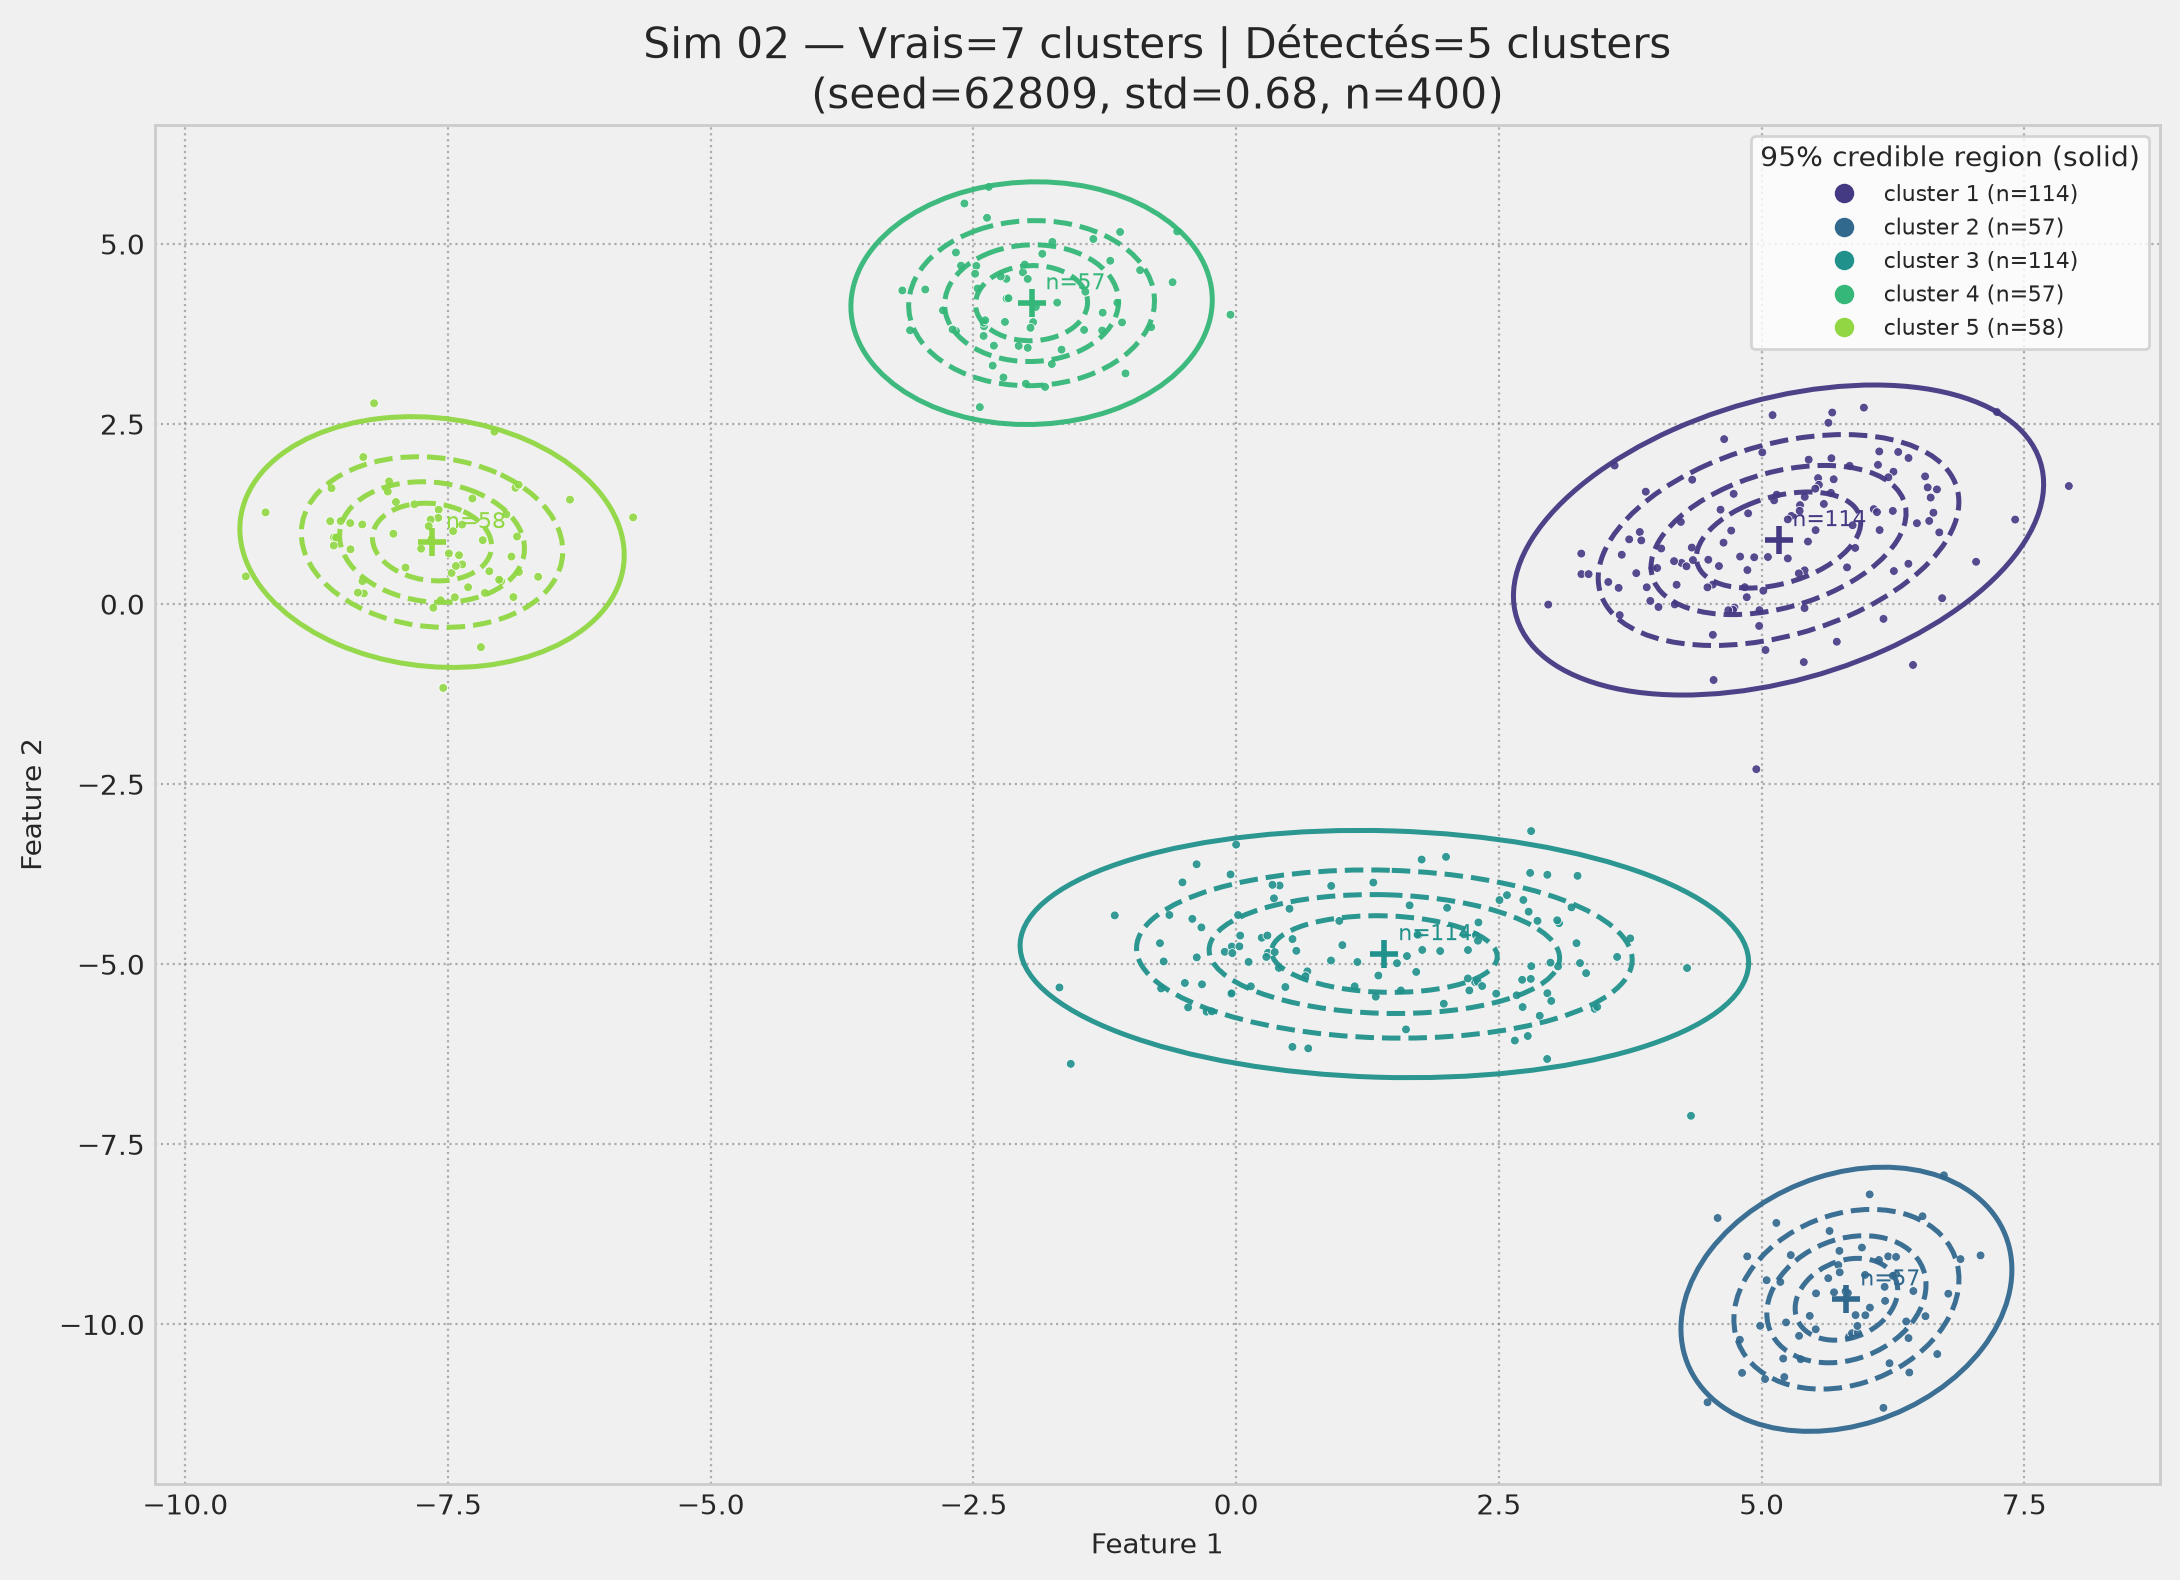 Sim 02 — Vrais=7 clusters | Détectés=5 clusters
(seed=62809, std=0.68, n=400)
95% credible region (solid)
cluster 1 (n=114)
cluster 2 (n=57)
cluster 3 (n=114)
cluster 4 (n=57)
cluster 5 (n=58)
n=57
n=58
n=114
n=114
n=57
Feature 2
5.0
2.5
0.0
−2.5
−5.0
−7.5
−10.0
−10.0
−7.5
−5.0
−2.5
0.0
2.5
5.0
7.5
Feature 1